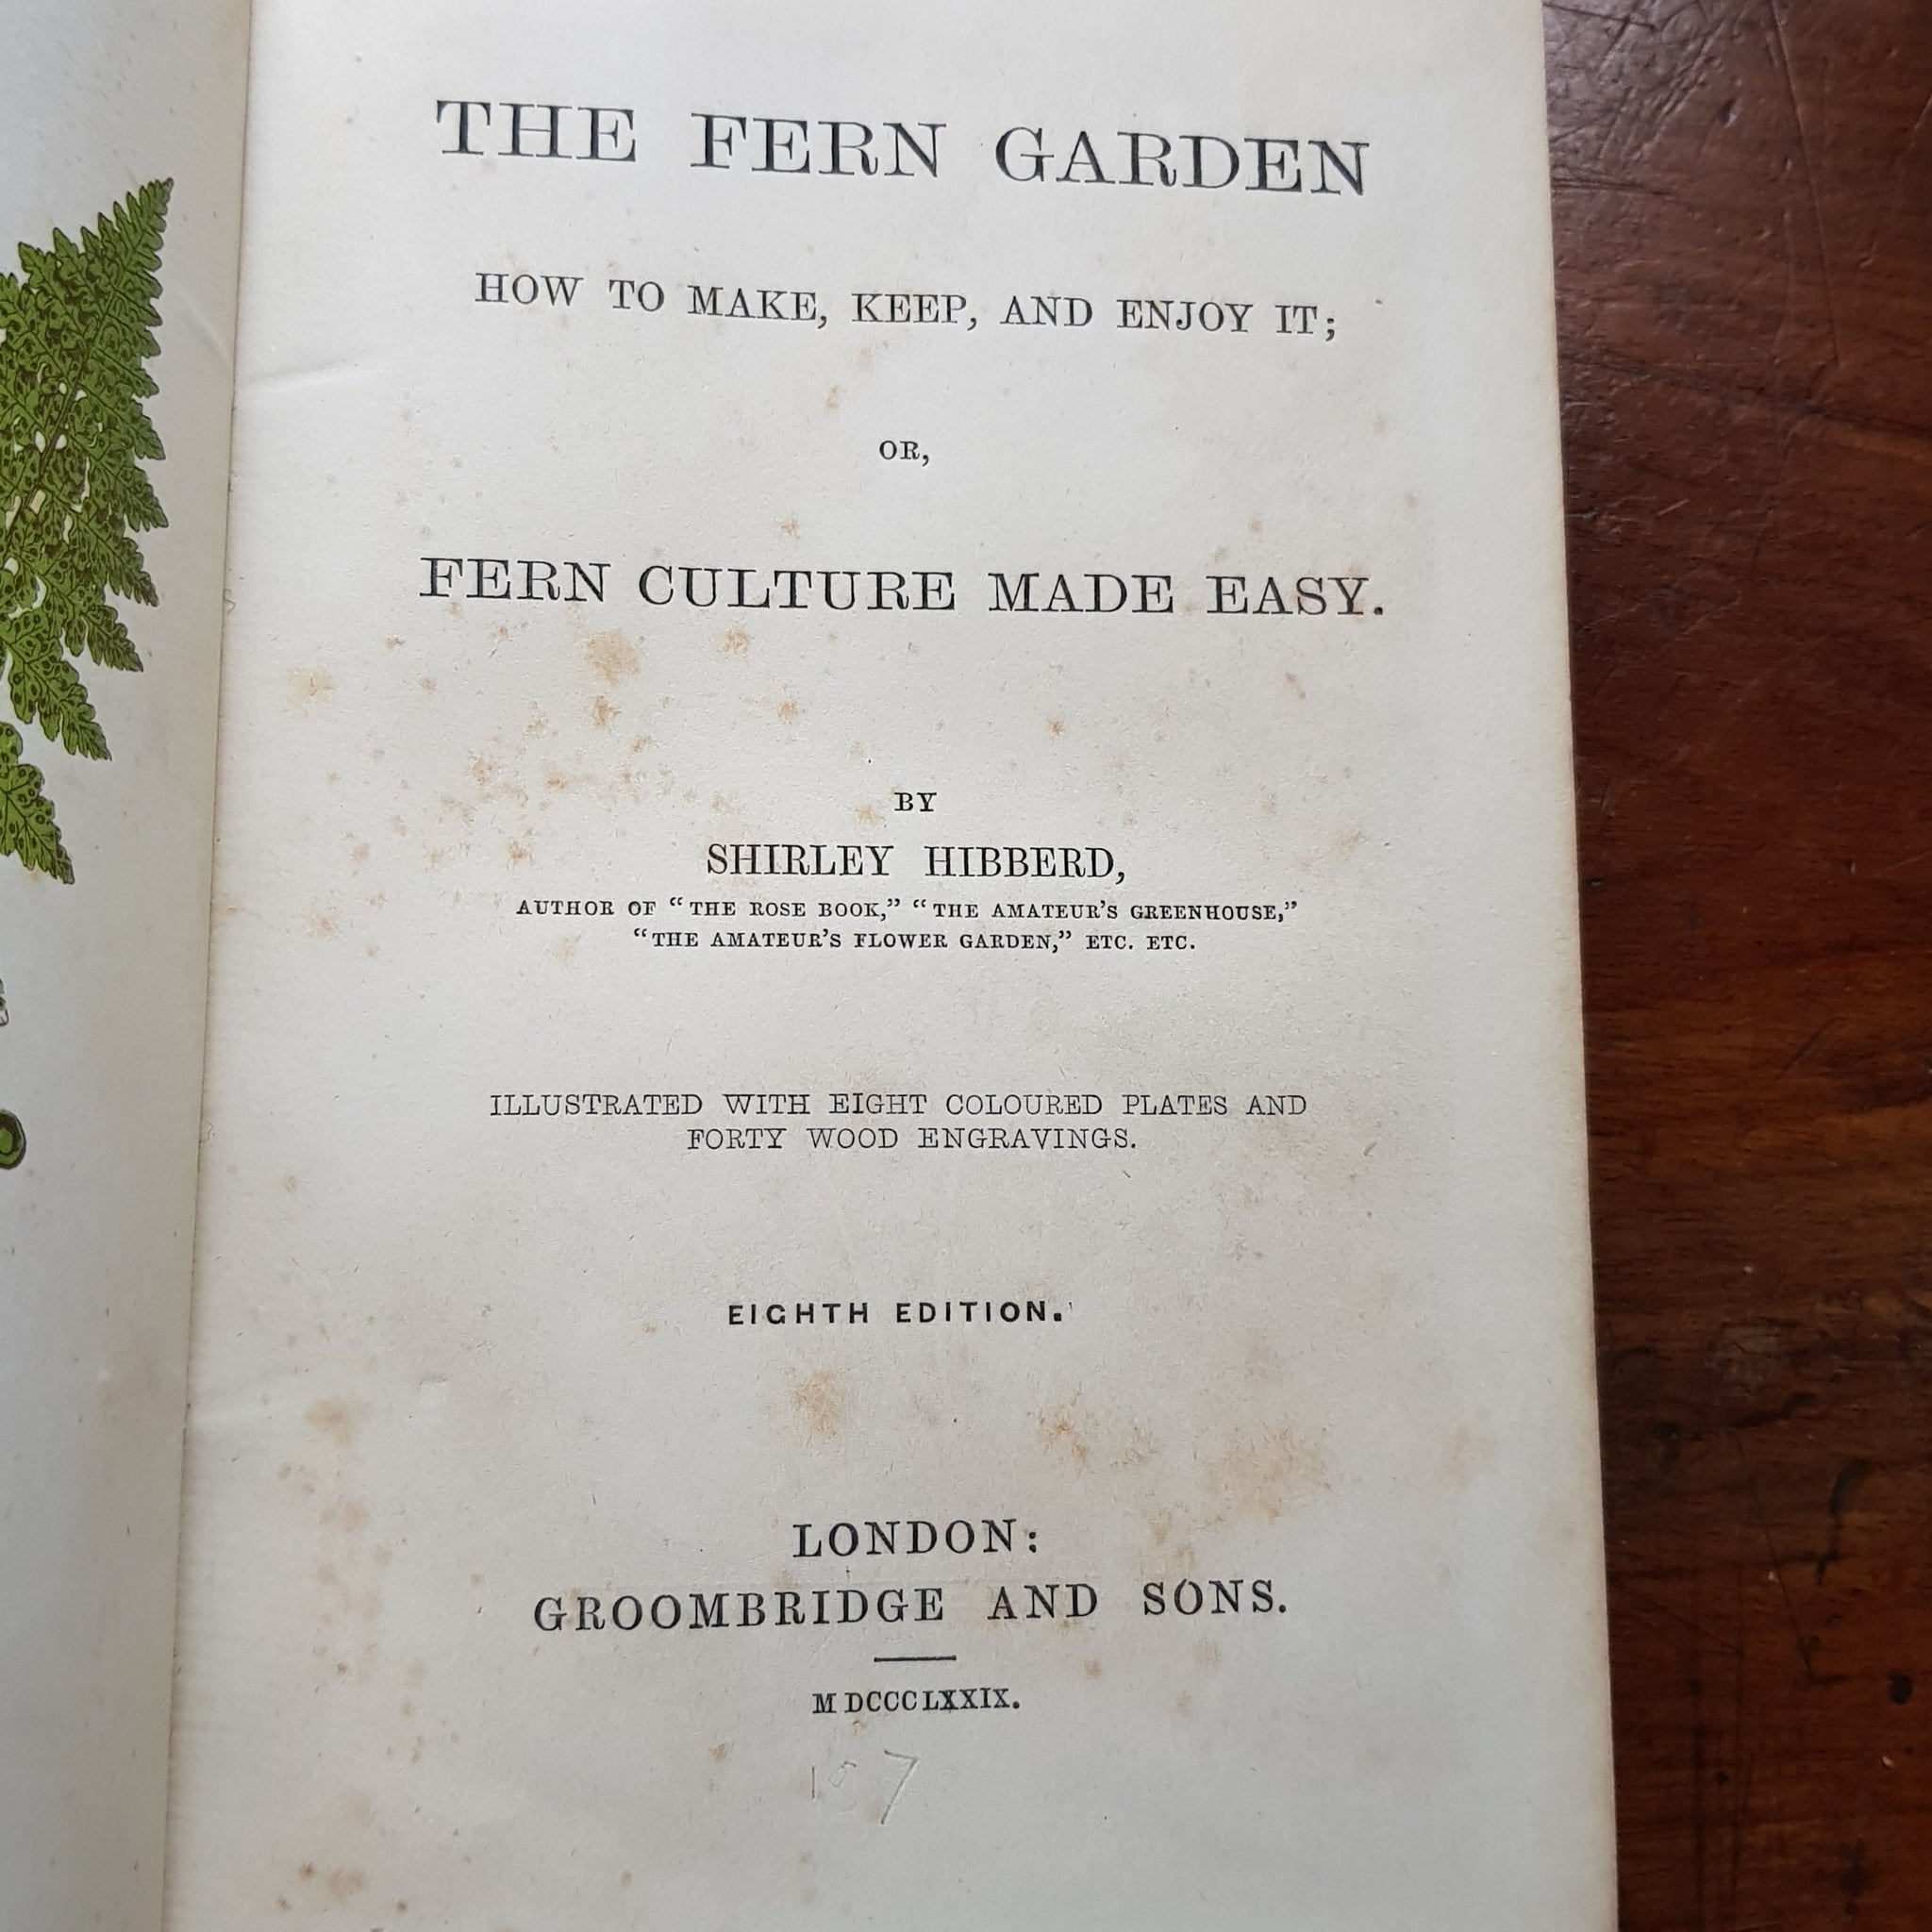 THE FERN GARDEN
HOW TO MAKE, KEEP, AND ENJOY IT;
OR,
FERN CULTURE MADE EASY.
BY
SHIRLEY HIBBERD,
AUTHOR OF “THE ROSE BOOK,” “THE AMATEUR’S GREENHOUSE,”
“THE AMATEUR’S FLOWER GARDEN,” ETC. ETC.
ILLUSTRATED WITH EIGHT COLOURED PLATES AND
FORTY WOOD ENGRAVINGS.
EIGHTH EDITION.
LONDON:
GROOMBRIDGE AND SONS.
MDCCCLXXIX.